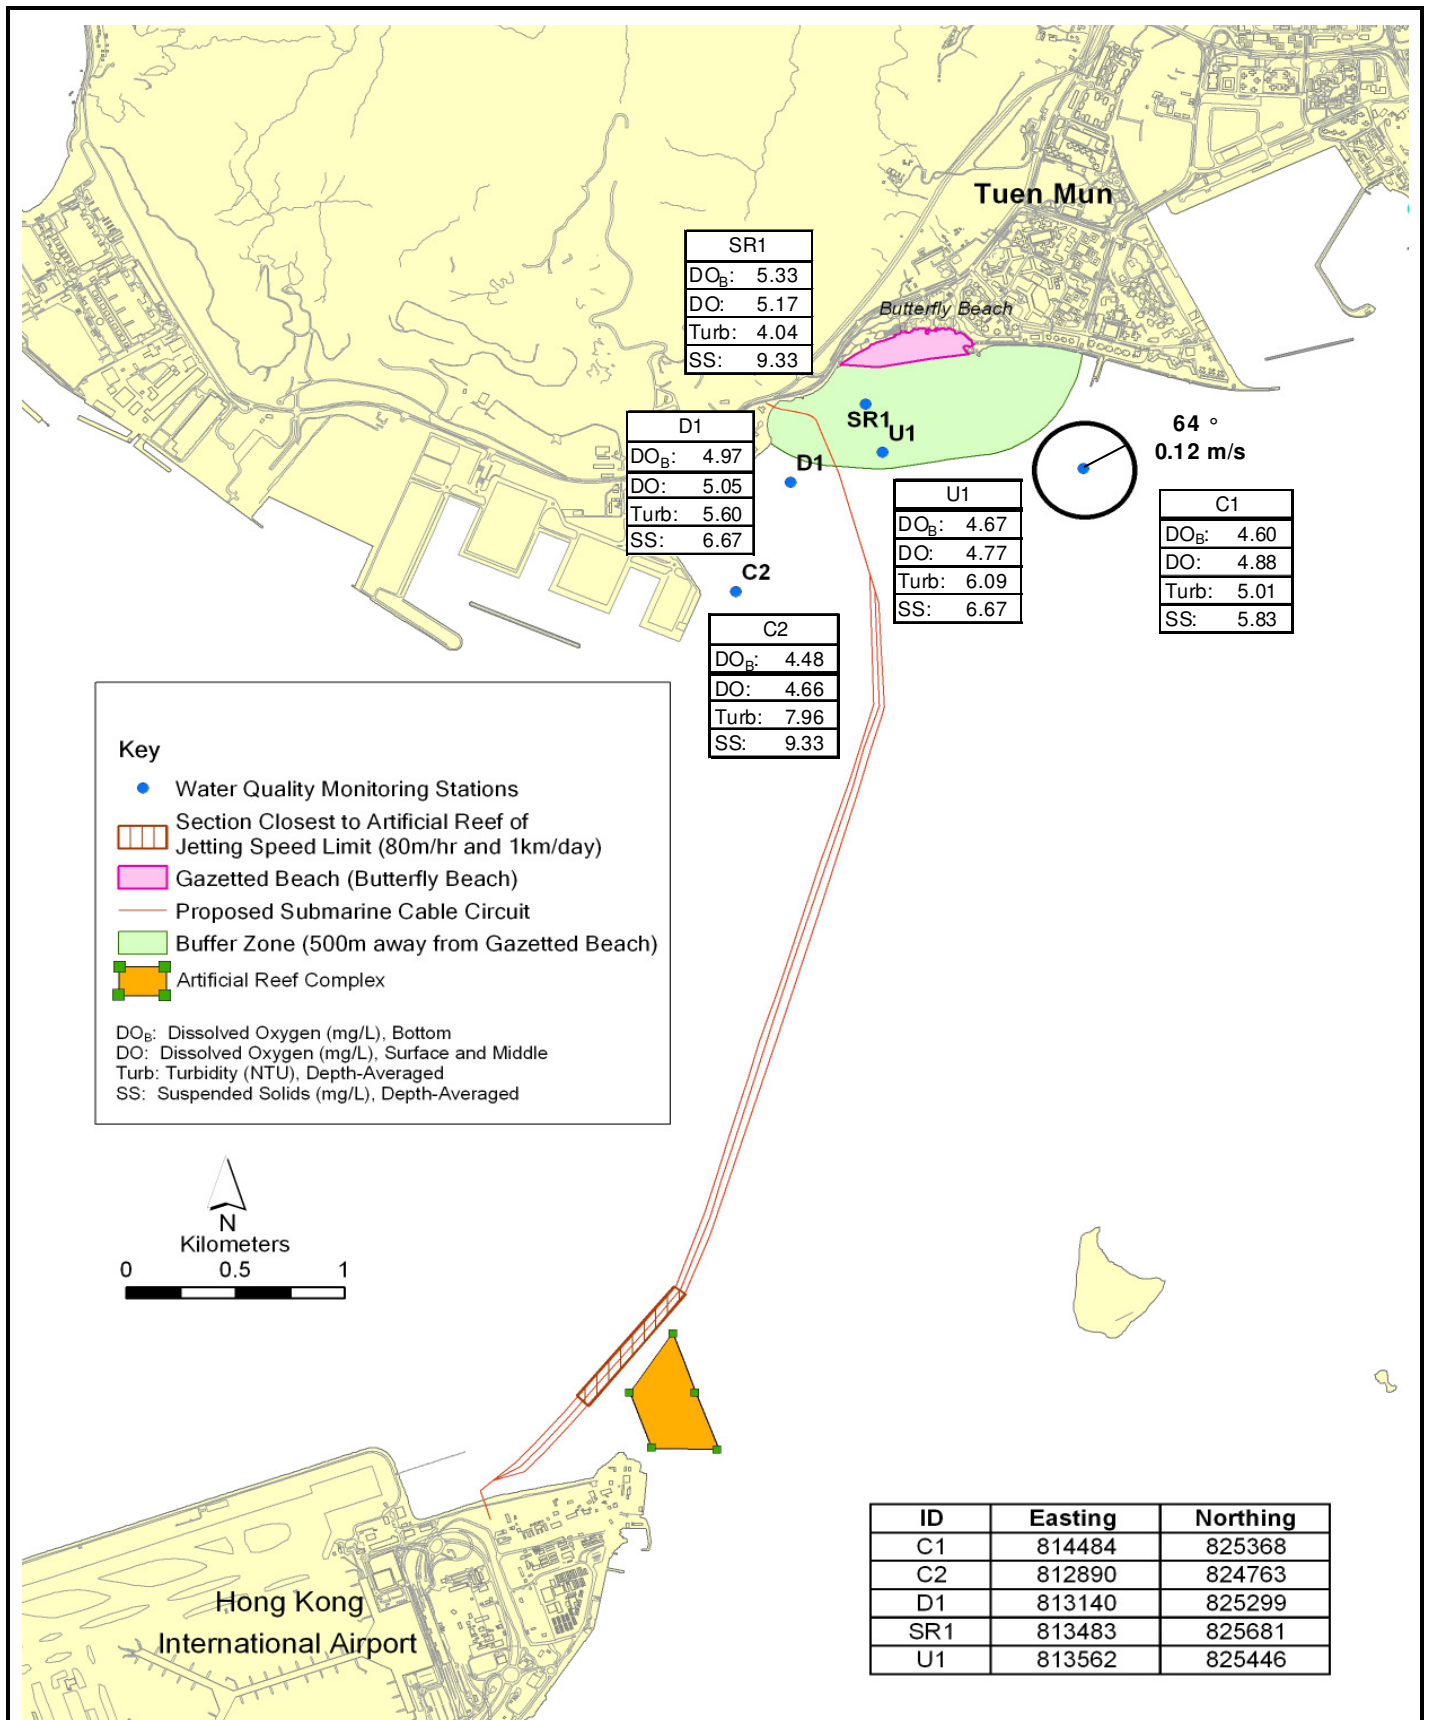 Tuen Mun
SR1
DOB: 5.33
DO: 5.17
Turb: 4.04
SS: 9.33
Butterfly Beach
SR1
U1
D1
C2
64 °
0.12 m/s
D1
DOB: 4.97
DO: 5.05
Turb: 5.60
SS: 6.67
U1
DOB: 4.67
DO: 4.77
Turb: 6.09
SS: 6.67
C1
DOB: 4.60
DO: 4.88
Turb: 5.01
SS: 5.83
C2
DOB: 4.48
DO: 4.66
Turb: 7.96
SS: 9.33
Key
Water Quality Monitoring Stations
Section Closest to Artificial Reef of
Jetting Speed Limit (80m/hr and 1km/day)
Gazetted Beach (Butterfly Beach)
Proposed Submarine Cable Circuit
Buffer Zone (500m away from Gazetted Beach)
Artificial Reef Complex
DOB: Dissolved Oxygen (mg/L), Bottom
DO: Dissolved Oxygen (mg/L), Surface and Middle
Turb: Turbidity (NTU), Depth-Averaged
SS: Suspended Solids (mg/L), Depth-Averaged
N
Kilometers
0 0.5 1
Hong Kong
International Airport
ID Easting Northing
C1 814484 825368
C2 812890 824763
D1 813140 825299
SR1 813483 825681
U1 813562 825446